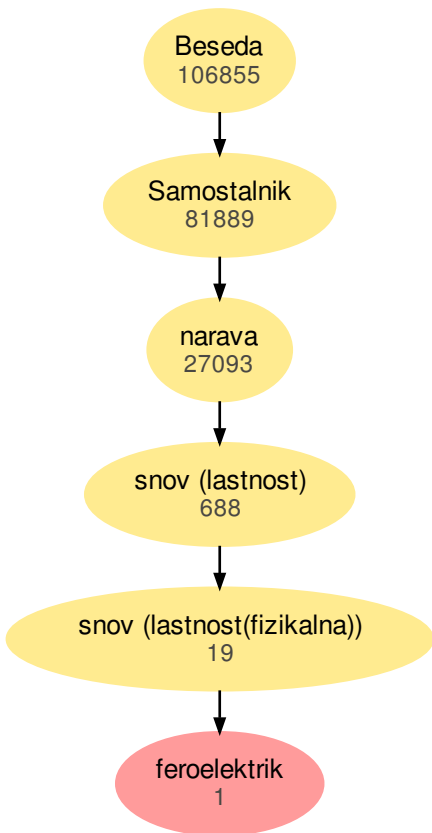 Beseda
106855
Samostalnik
81889
narava
27093
snov (lastnost)
688
snov (lastnost(fizikalna))
19
feroelektrik
1